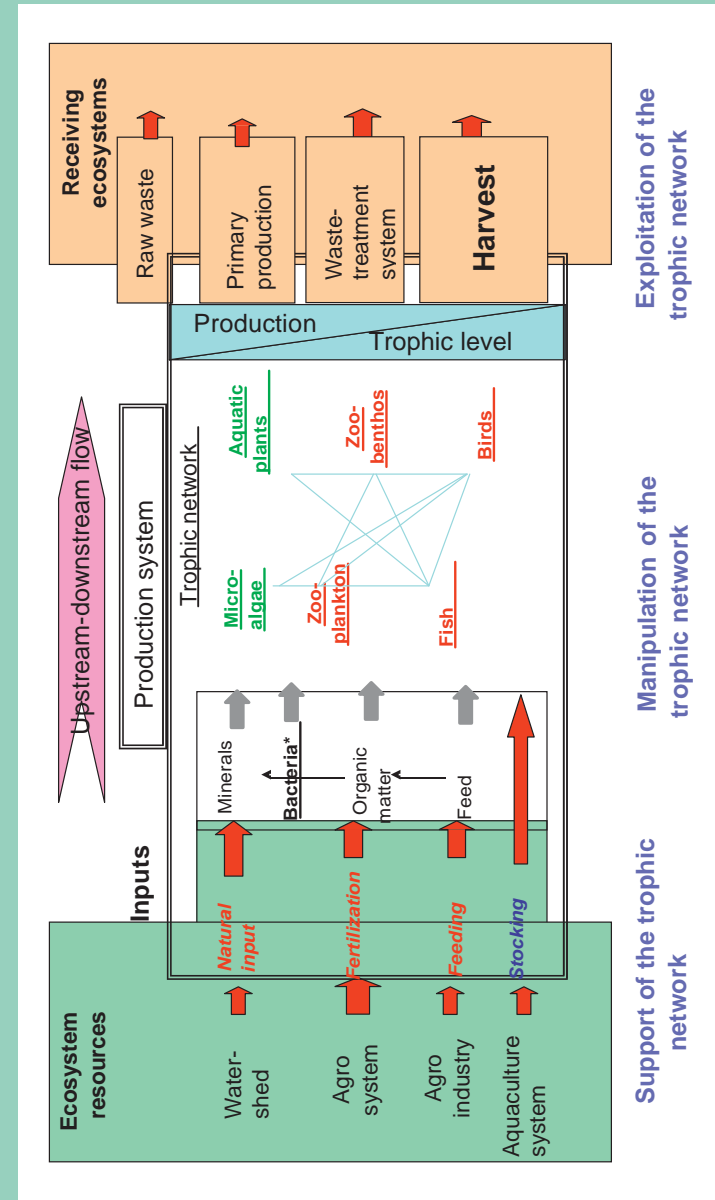 Upstream-downstream flow
Ecosystem
resources
Inputs
Production system
Receiving
ecosystems
Water-
shed
Natural
input
Minerals
Trophic network
Micro-
algae
Aquatic
plants
Production
Raw waste
Bacteria*
Agro
system
Fertilization
Organic
matter
Zoo-
plankton
Zoo-
benthos
Trophic level
Primary
production
Agro
industry
Feeding
Feed
Fish
Birds
Waste-
treatment
system
Aquaculture
system
Stocking
Harvest
Support of the trophic
network
Manipulation of the
trophic network
Exploitation of the
trophic network